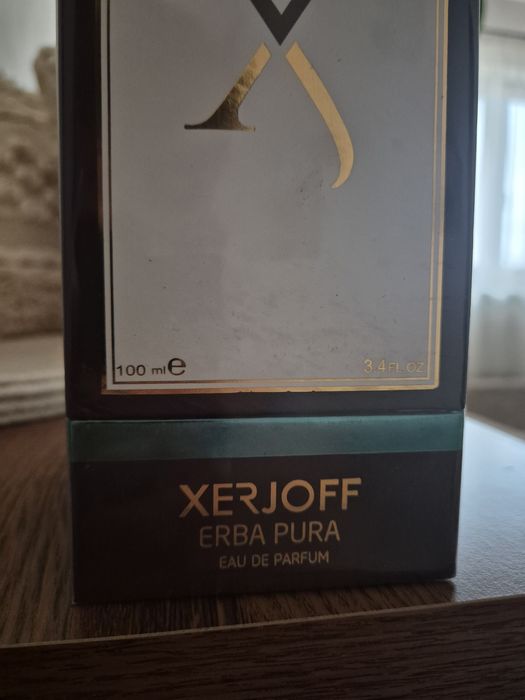 100 ml e
3.4 FL.OZ
XERJOFF
ERBA PURA
EAU DE PARFUM